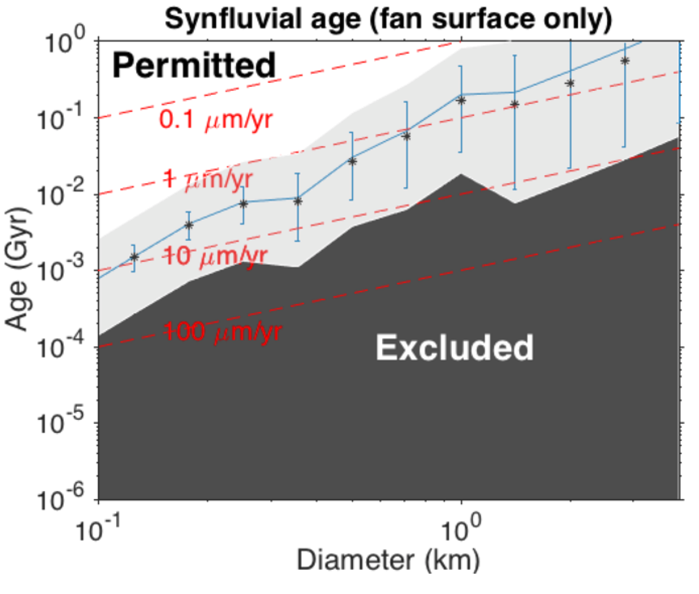 Synfluvial age (fan surface only)
Permitted
0.1 μm/yr
1 μm/yr
10 μm/yr
100 μm/yr
Excluded
Age (Gyr)
10^0
10^-1
10^-2
10^-3
10^-4
10^-5
10^-6
10^-1
10^0
Diameter (km)